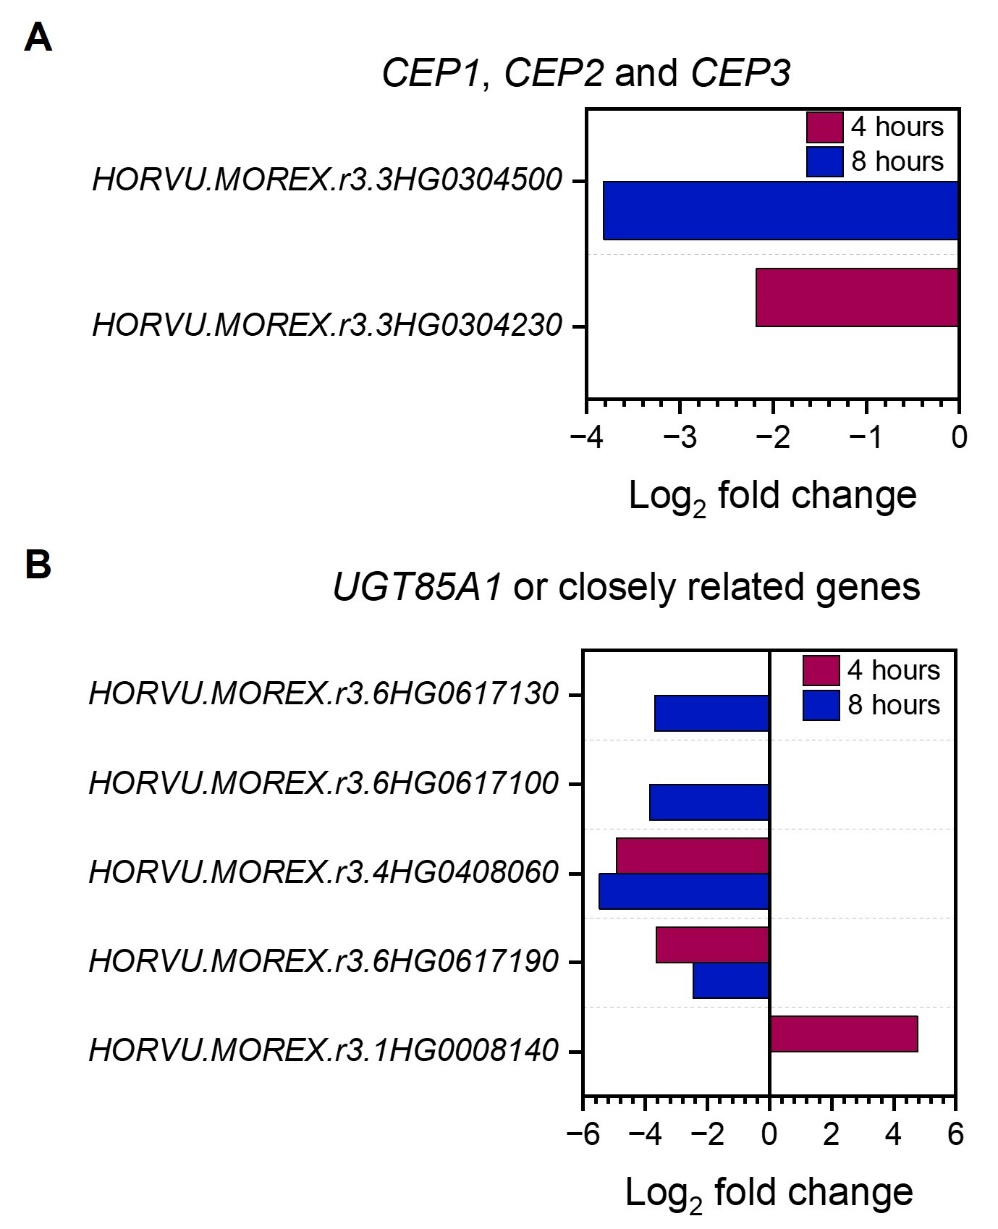 A
CEP1, CEP2 and CEP3
4 hours
8 hours
HORVU.MOREX.r3.3HG0304500
HORVU.MOREX.r3.3HG0304230
−4 −3 −2 −1 0
Log2 fold change
B
UGT85A1 or closely related genes
4 hours
8 hours
HORVU.MOREX.r3.6HG0617130
HORVU.MOREX.r3.6HG0617100
HORVU.MOREX.r3.4HG0408060
HORVU.MOREX.r3.6HG0617190
HORVU.MOREX.r3.1HG0008140
−6 −4 −2 0 2 4 6
Log2 fold change